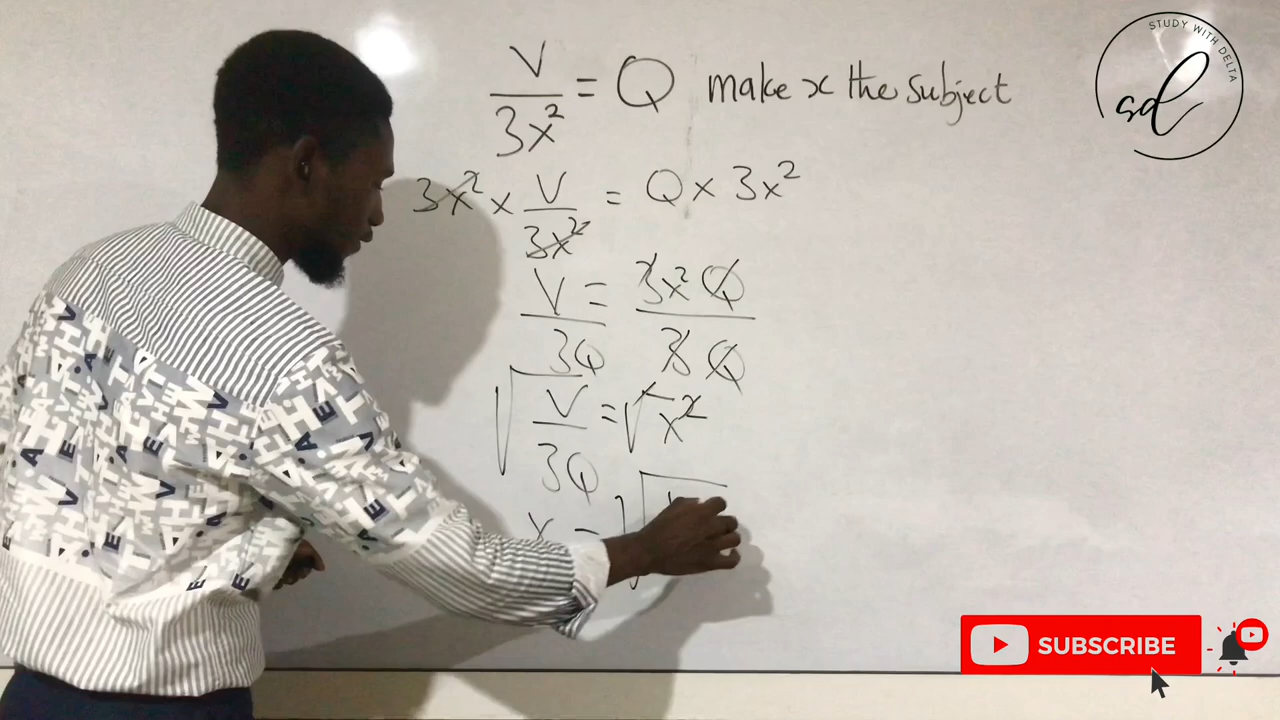 STUDY WITH DELTA
sd
V/3x² = Q make x the subject
3x² × V/3x² = Q × 3x²
V/3Q = 3x²Q/3Q
√V/3Q = √x²
x = √
SUBSCRIBE